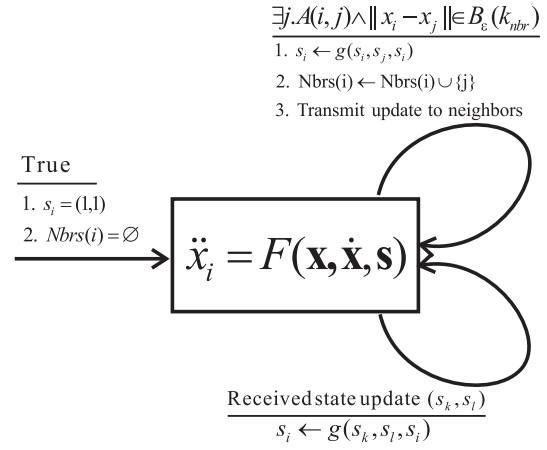 ∃j.A(i, j)∧‖ x_i − x_j ‖∈ B_ε(k_nbr)
1. s_i ← g(s_i, s_j, s_i)
2. Nbrs(i) ← Nbrs(i) ∪ {j}
3. Transmit update to neighbors
True
1. s_i = (1,1)
2. Nbrs(i) = ∅
ẍ_i = F(x, ẋ, s)
Received state update (s_k, s_l)
s_i ← g(s_k, s_l, s_i)